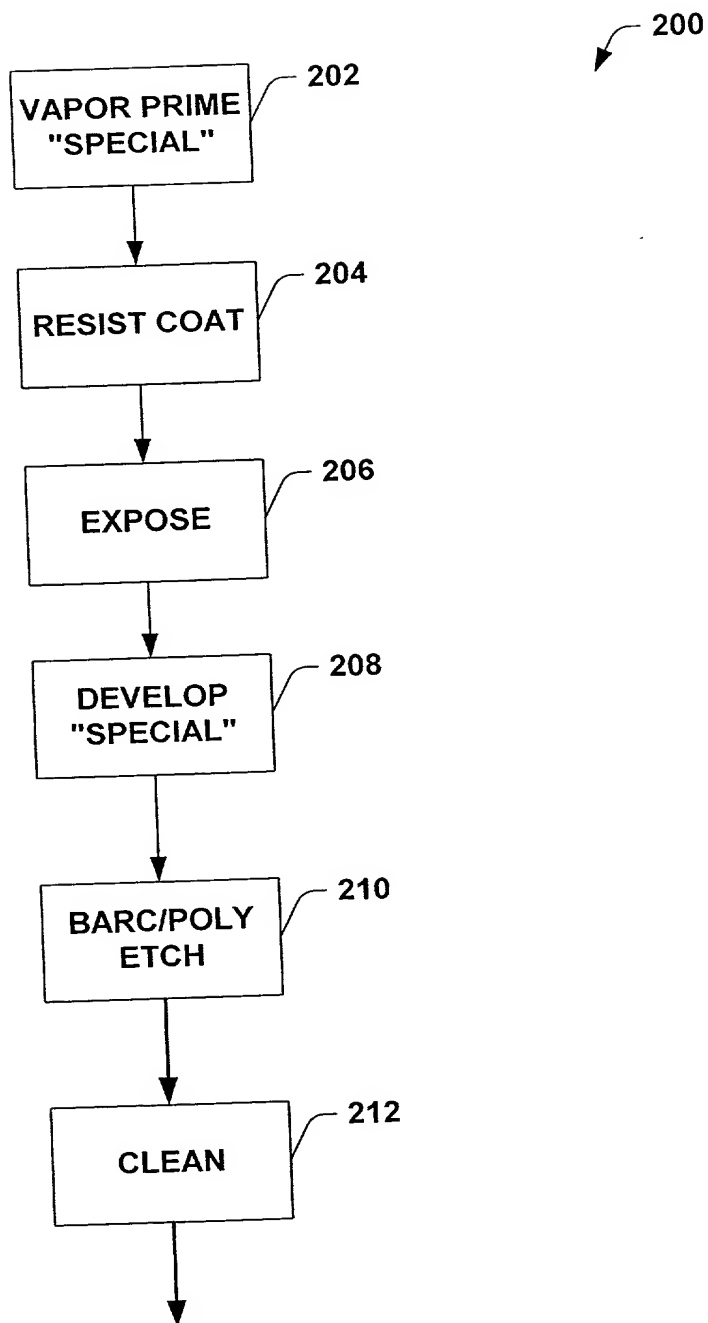 200
202
VAPOR PRIME
"SPECIAL"
204
RESIST COAT
206
EXPOSE
208
DEVELOP
"SPECIAL"
210
BARC/POLY
ETCH
212
CLEAN